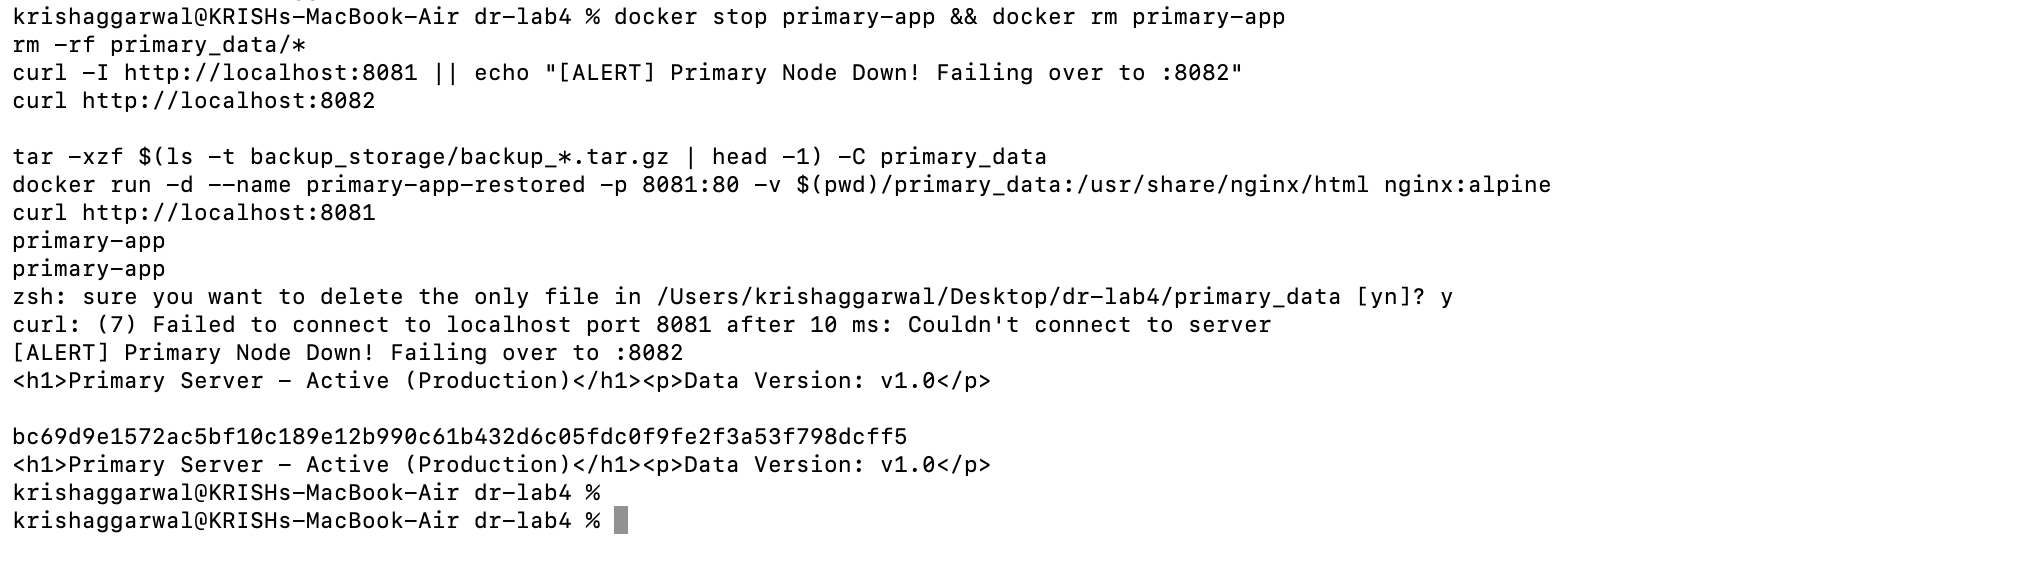 krishaggarwal@KRISHs-MacBook-Air dr-lab4 % docker stop primary-app && docker rm primary-app
rm -rf primary_data/*
curl -I http://localhost:8081 || echo "[ALERT] Primary Node Down! Failing over to :8082"
curl http://localhost:8082
tar -xzf $(ls -t backup_storage/backup_*.tar.gz | head -1) -C primary_data
docker run -d --name primary-app-restored -p 8081:80 -v $(pwd)/primary_data:/usr/share/nginx/html nginx:alpine
curl http://localhost:8081
primary-app
primary-app
zsh: sure you want to delete the only file in /Users/krishaggarwal/Desktop/dr-lab4/primary_data [yn]? y
curl: (7) Failed to connect to localhost port 8081 after 10 ms: Couldn't connect to server
[ALERT] Primary Node Down! Failing over to :8082
<h1>Primary Server - Active (Production)</h1><p>Data Version: v1.0</p>
bc69d9e1572ac5bf10c189e12b990c61b432d6c05fdc0f9fe2f3a53f798dcff5
<h1>Primary Server - Active (Production)</h1><p>Data Version: v1.0</p>
krishaggarwal@KRISHs-MacBook-Air dr-lab4 %
krishaggarwal@KRISHs-MacBook-Air dr-lab4 %